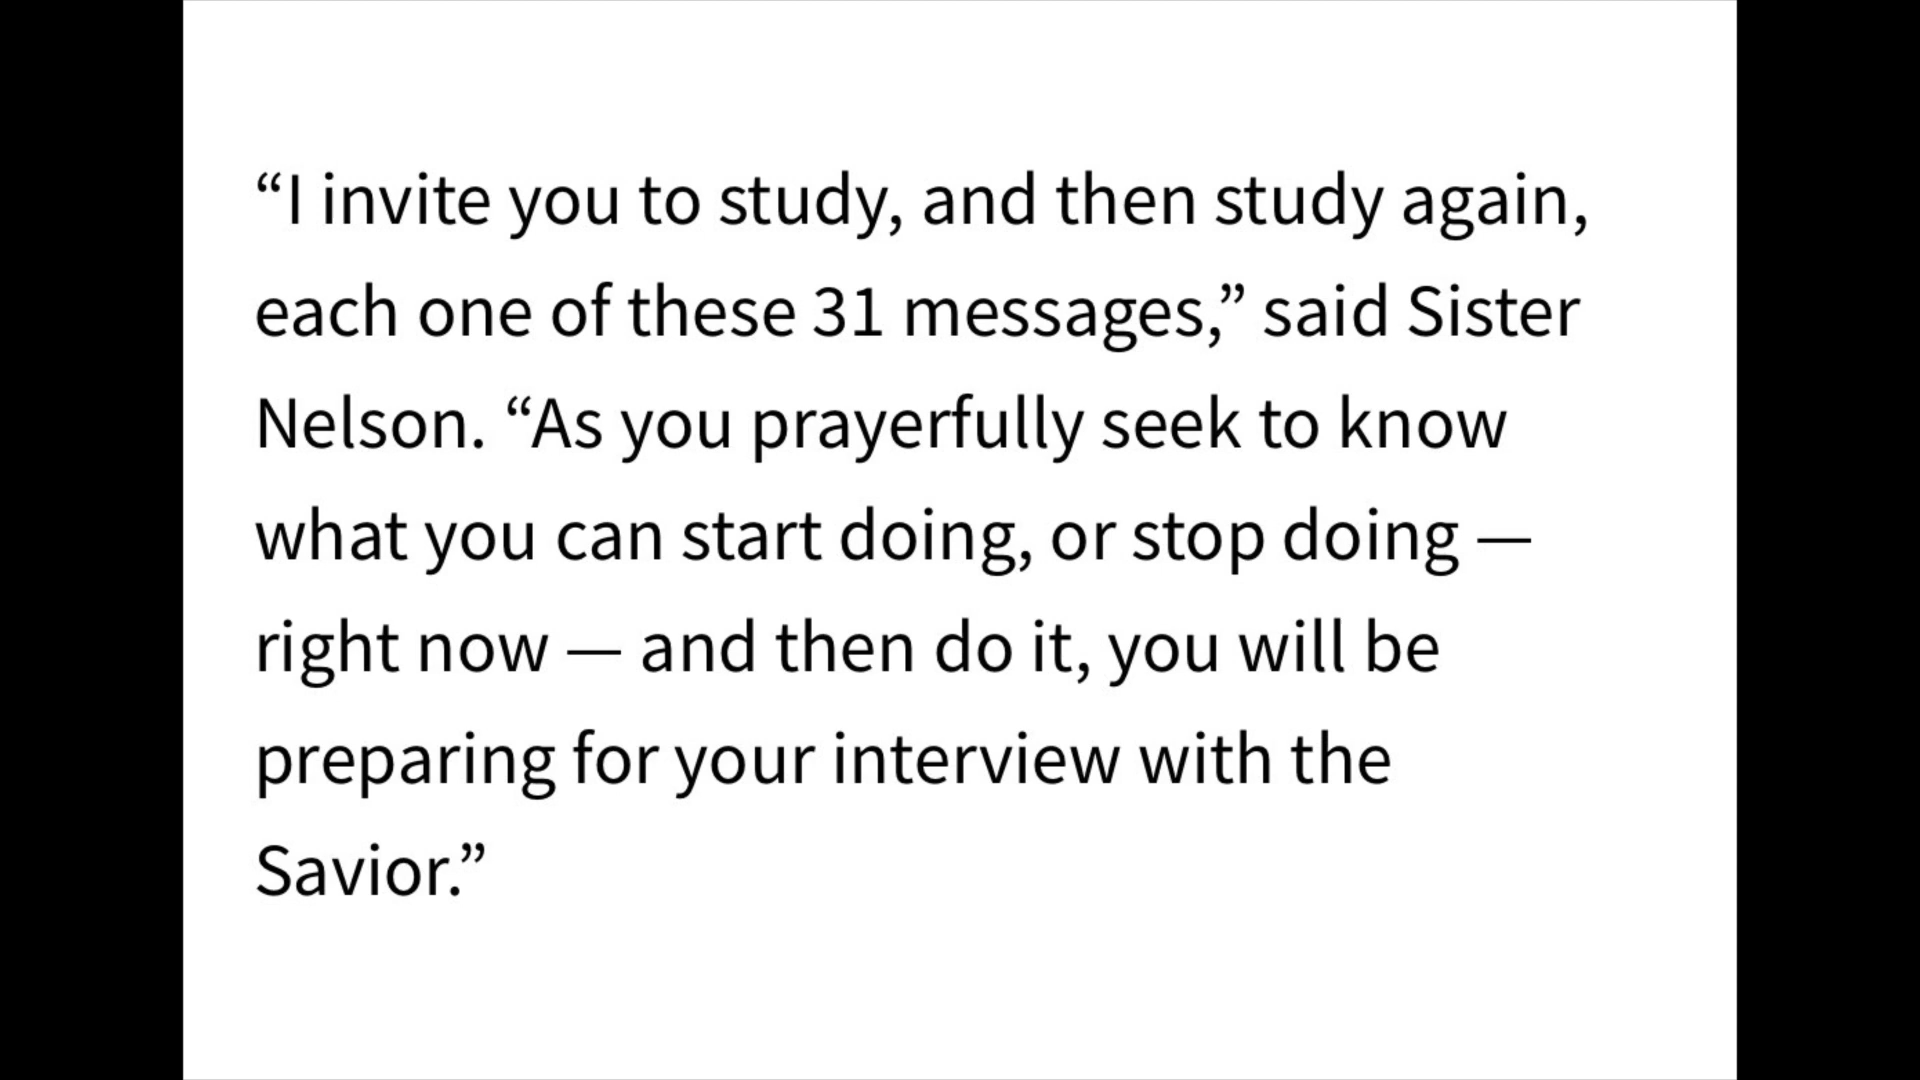 “I invite you to study, and then study again,
each one of these 31 messages,” said Sister
Nelson. “As you prayerfully seek to know
what you can start doing, or stop doing —
right now — and then do it, you will be
preparing for your interview with the
Savior.”